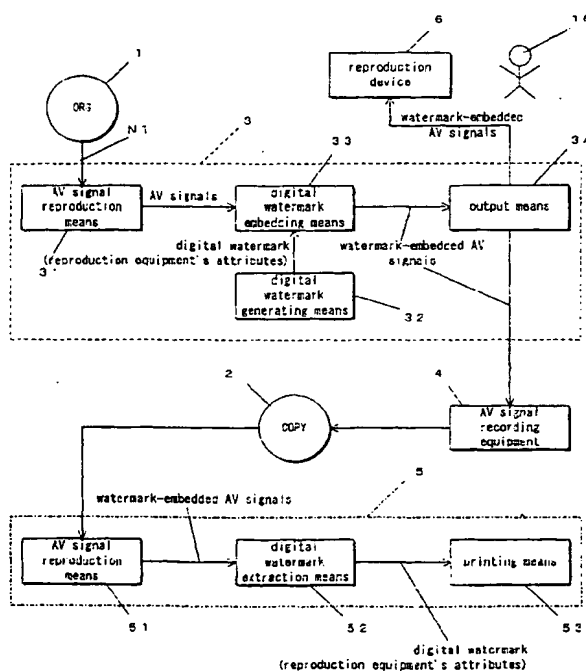 1
6
16
ORG
reproduction
device
N1
watermark-embedded
AV signals
3
33
34
AV signal
reproduction
means
AV signals
digital
watermark
embedding means
output means
digital watermark
(reproduction equipment's attributes)
watermark-embedded AV
signals
3
digital
watermark
generating means
32
2
4
COPY
AV signal
recording
equipment
5
watermark-embedded AV signals
AV signal
reproduction
means
digital
watermark
extraction means
printing means
51
52
53
digital watermark
(reproduction equipment's attributes)